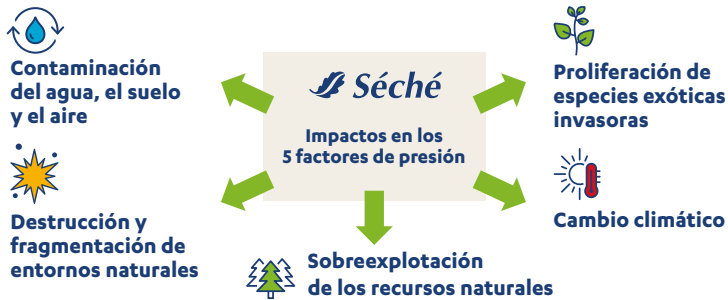 Contaminación
del agua, el suelo
y el aire
Séché
Impactos en los
5 factores de presión
Proliferación de
especies exóticas
invasoras
Destrucción y
fragmentación de
entornos naturales
Sobreexplotación
de los recursos naturales
Cambio climático